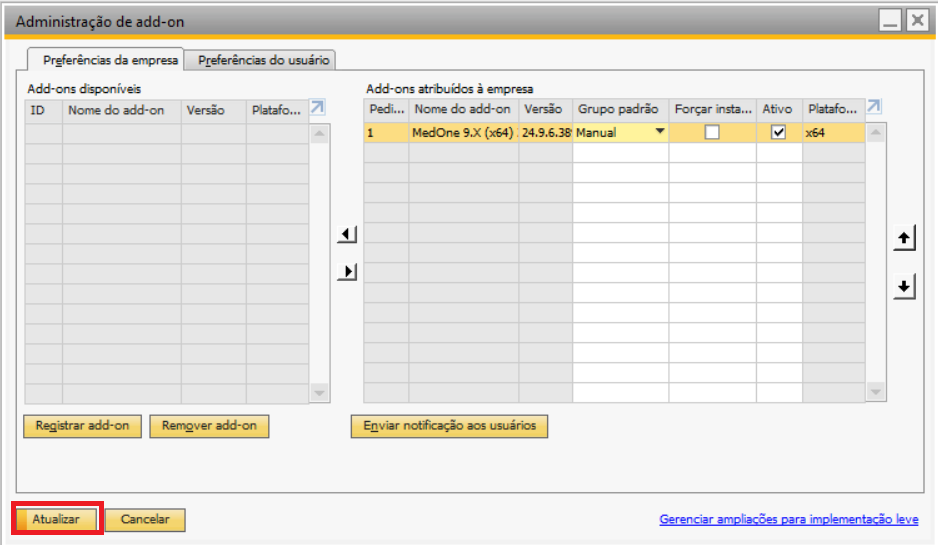 Administração de add-on
Preferências da empresa Preferências do usuário
Add-ons disponíveis Add-ons atribuídos à empresa
ID Nome do add-on Versão Platafo... Pedi... Nome do add-on Versão Grupo padrão Forçar insta... Ativo Platafo...
1 MedOne 9.X (x64) 24.9.6.38 Manual x64
Registrar add-on Remover add-on Enviar notificação aos usuários
Atualizar Cancelar Gerenciar ampliações para implementação leve